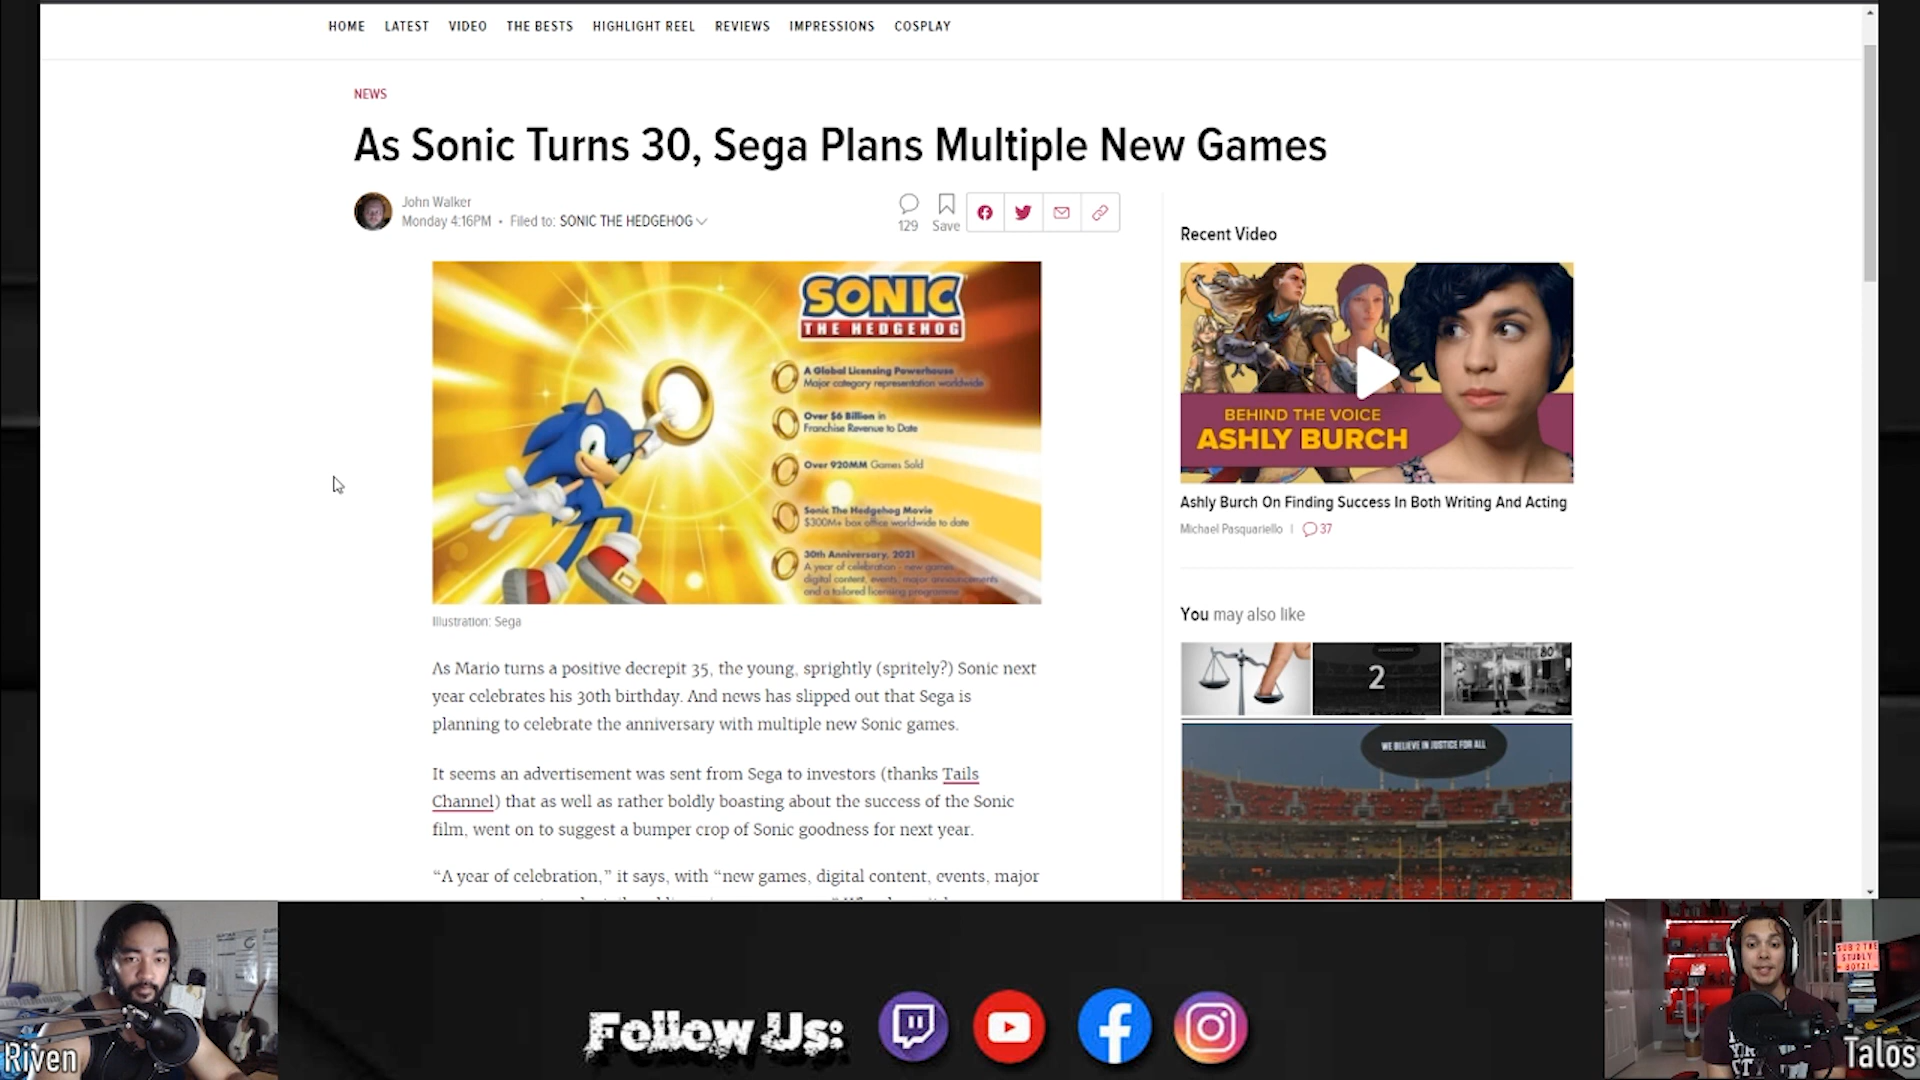 HOME LATEST VIDEO THE BESTS HIGHLIGHT REEL REVIEWS IMPRESSIONS COSPLAY
NEWS
As Sonic Turns 30, Sega Plans Multiple New Games
John Walker
Monday 4:16PM • Filed to: SONIC THE HEDGEHOG
129
Save
SONIC
THE HEDGEHOG
A Global Licensing Powerhouse
Major category representation worldwide
Over $6 Billion in
Franchise Revenue to Date
Over 920MM Games Sold
Sonic The Hedgehog Movie
$300M+ box office worldwide to date
30th Anniversary, 2021
A year of celebration - new games,
digital content, events, major announcements
and a tailored licensing programme
Illustration: Sega
As Mario turns a positive decrepit 35, the young, sprightly (spritely?) Sonic next
year celebrates his 30th birthday. And news has slipped out that Sega is
planning to celebrate the anniversary with multiple new Sonic games.
It seems an advertisement was sent from Sega to investors (thanks Tails
Channel) that as well as rather boldly boasting about the success of the Sonic
film, went on to suggest a bumper crop of Sonic goodness for next year.
“A year of celebration,” it says, with “new games, digital content, events, major
Recent Video
BEHIND THE VOICE
ASHLY BURCH
Ashly Burch On Finding Success In Both Writing And Acting
Michael Pasquariello | 37
You may also like
2
80
WE BELIEVE IN JUSTICE FOR ALL
Riven
Follow Us:
SUB 2 THE
STUDLY
BOYZ!
Talos